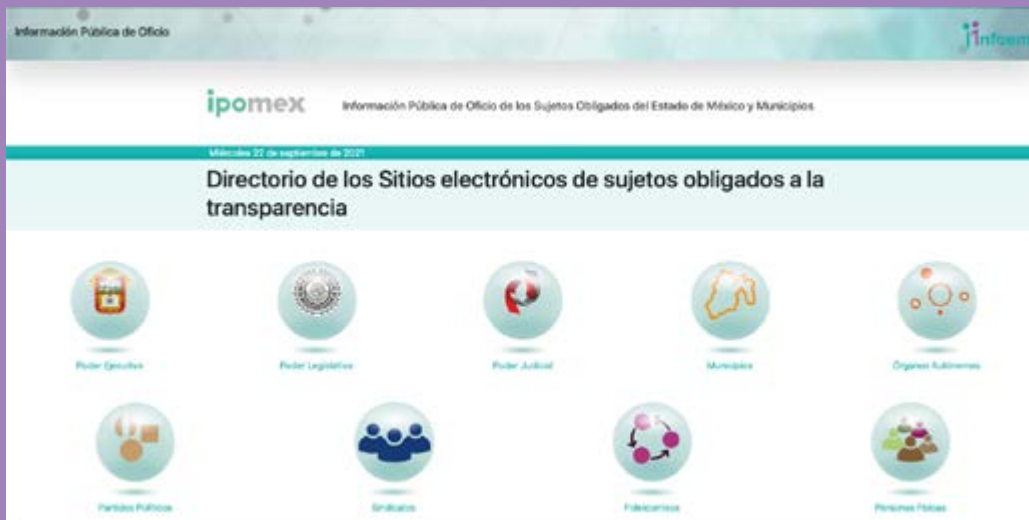 Información Pública de Oficio
infoem
ipomex
Información Pública de Oficio de los Sujetos Obligados del Estado de México y Municipios
Miércoles 22 de septiembre de 2021
Directorio de los Sitios electrónicos de sujetos obligados a la
transparencia
Poder Ejecutivo
Poder Legislativo
Poder Judicial
Municipios
Órganos Autónomos
Partidos Políticos
Sindicatos
Fideicomisos
Personas Físicas